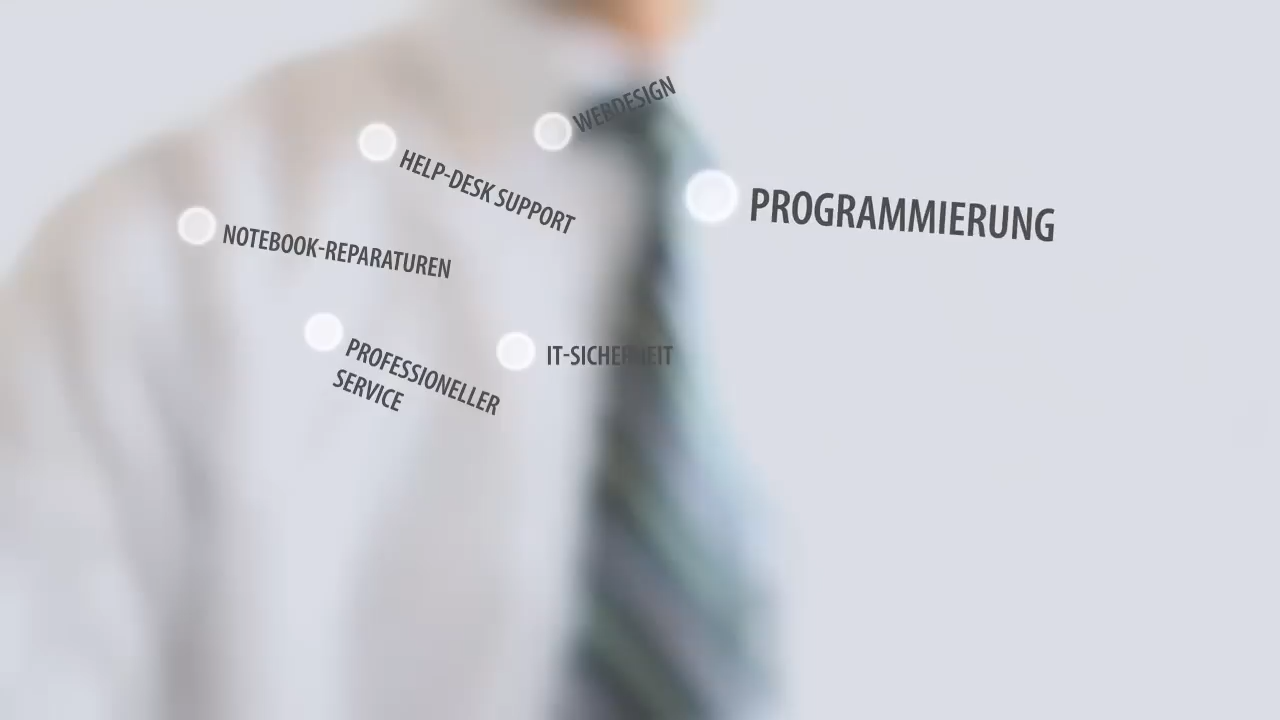 WEBDESIGN
HELP-DESK SUPPORT
PROGRAMMIERUNG
NOTEBOOK-REPARATUREN
PROFESSIONELLER
SERVICE
IT-SICHERHEIT